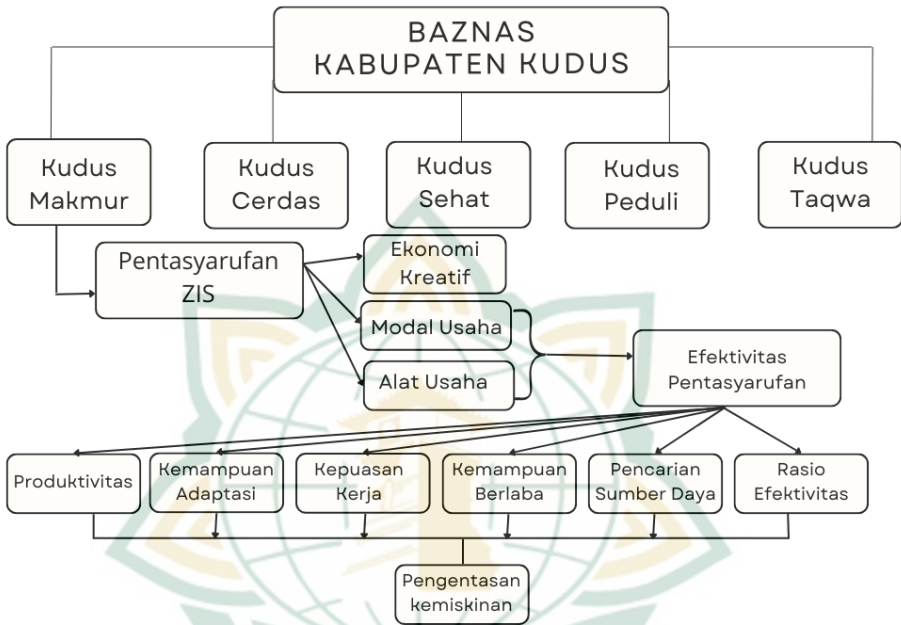 BAZNAS
KABUPATEN KUDUS
Kudus
Makmur
Kudus
Cerdas
Kudus
Sehat
Kudus
Peduli
Kudus
Taqwa
Pentasyarufan
ZIS
Ekonomi
Kreatif
Modal Usaha
Alat Usaha
Efektivitas
Pentasyarufan
Produktivitas
Kemampuan
Adaptasi
Kepuasan
Kerja
Kemampuan
Berlaba
Pencarian
Sumber Daya
Rasio
Efektivitas
Pengentasan
kemiskinan